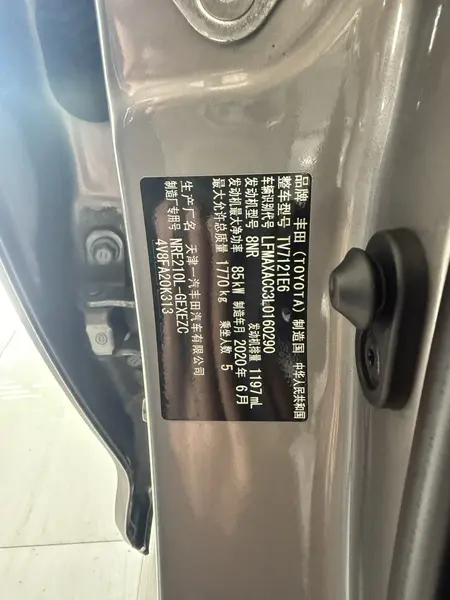 品牌 丰田 (TOYOTA) 制造国 中华人民共和国
整车型号 TV7121E6
车辆识别代号 LFMAXACC3L0160290
发动机型号 8NR 发动机排量 1197 mL
发动机最大净功率 85 kW 制造年月 2020年 6月
最大允许总质量 1770 kg 乘坐人数 5
生产厂名 天津一汽丰田汽车有限公司
制造厂专用号 NRE210L-GEXEZC
4V8FA20K313